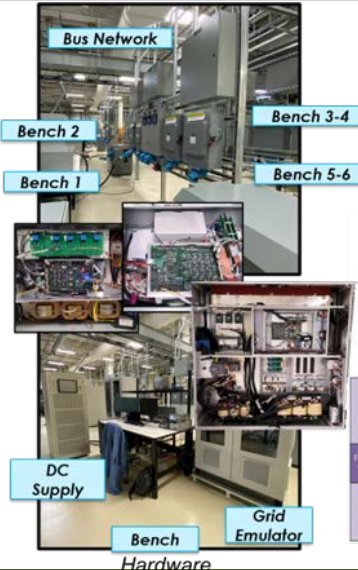 Bus Network
Bench 2
Bench 3-4
Bench 1
Bench 5-6
DC
Supply
Grid
Emulator
Bench
Hardware